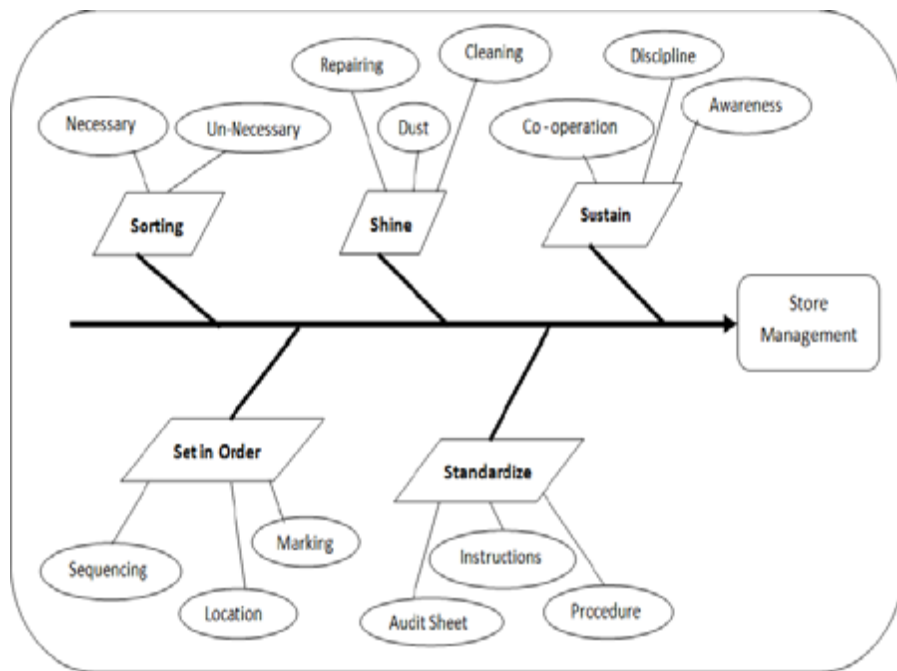 Repairing
Cleaning
Discipline
Necessary
Un-Necessary
Dust
Co-operation
Awareness
Sorting
Shine
Sustain
Store
Management
Set in Order
Standardize
Sequencing
Location
Marking
Audit Sheet
Instructions
Procedure